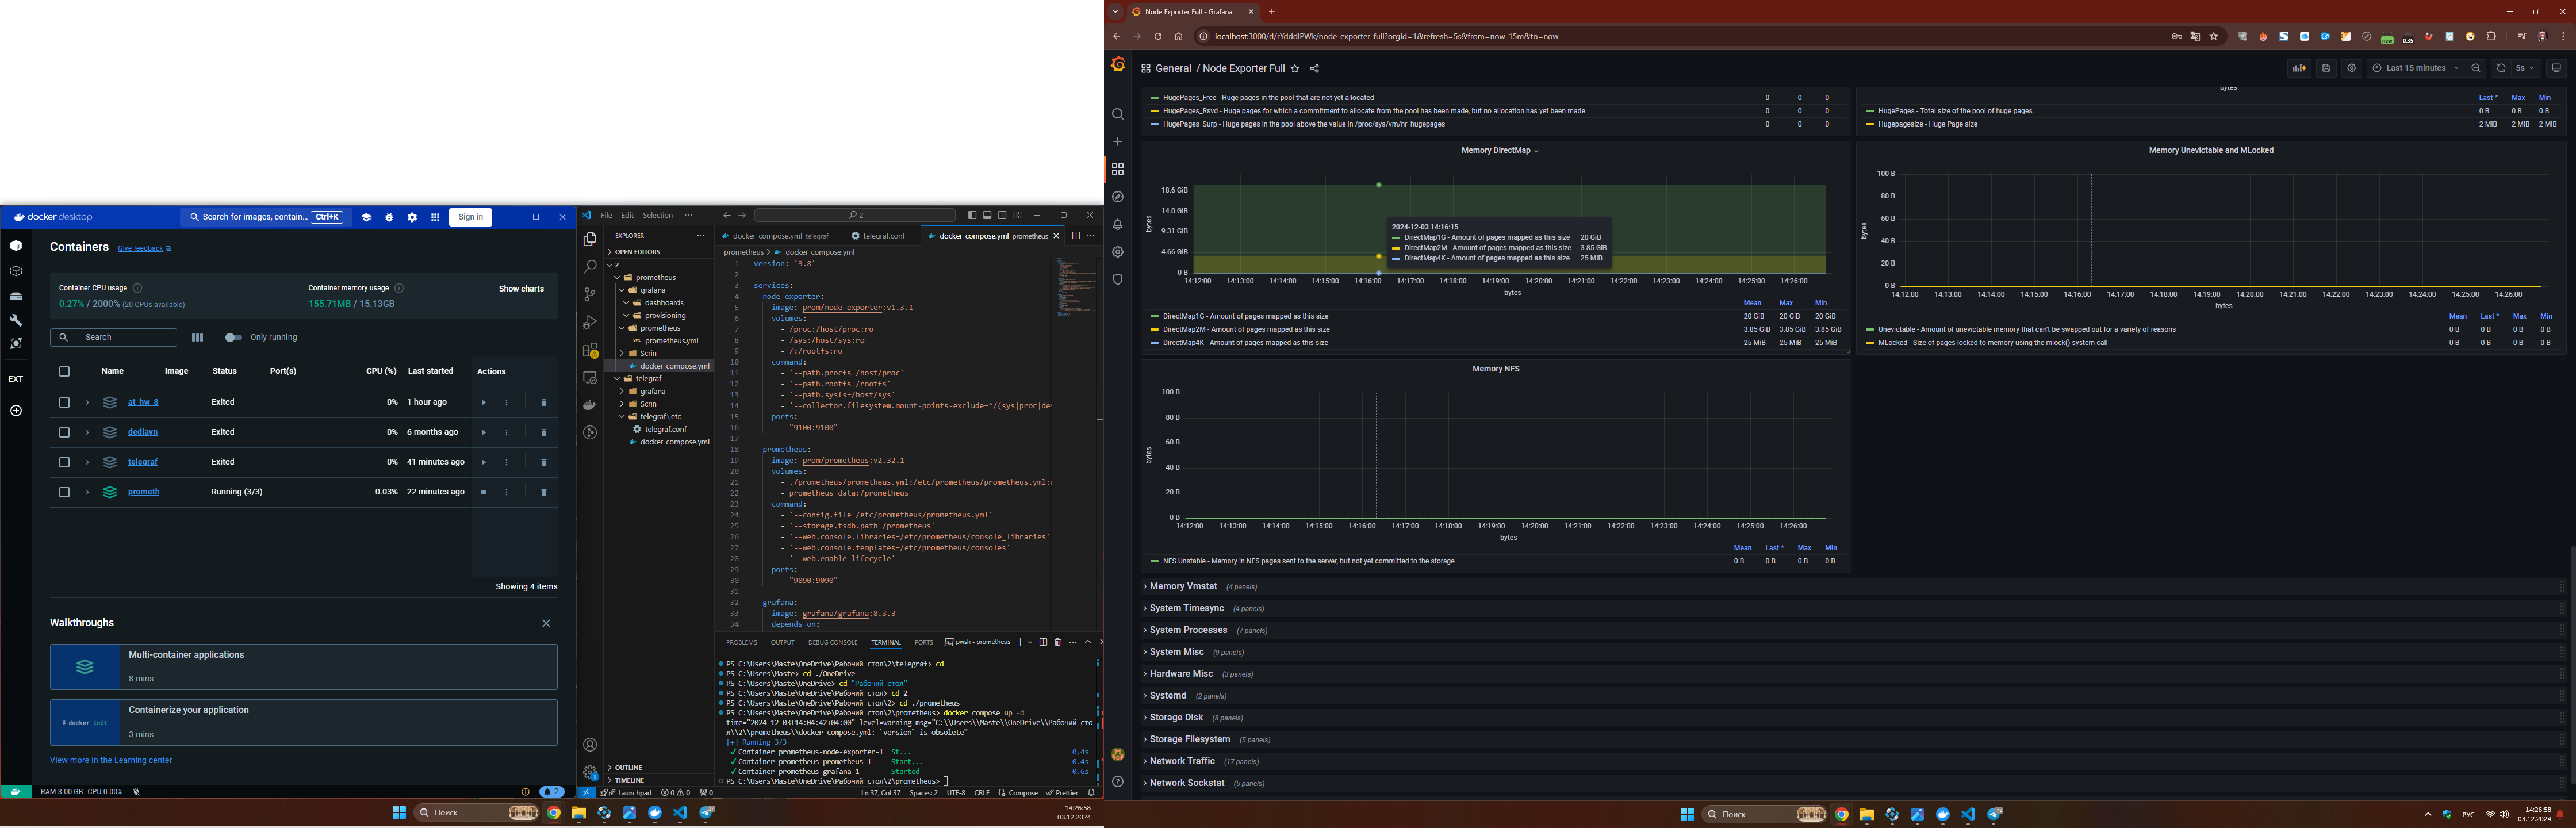 docker desktop
Search for images, contain... Ctrl+K
Sign in
Containers Give feedback
Container CPU usage
0.27% / 2000% (20 CPUs available)
Container memory usage
155.71MB / 15.13GB
Show charts
Search
Only running
Name Image Status Port(s) CPU (%) Last started Actions
at_hw_8 Exited 0% 1 hour ago
dedlayn Exited 0% 6 months ago
telegraf Exited 0% 41 minutes ago
prometh Running (3/3) 0.03% 22 minutes ago
EXT
Showing 4 items
Walkthroughs
Multi-container applications
8 mins
$ docker init
Containerize your application
3 mins
View more in the Learning center
RAM 3.00 GB CPU 0.00% 2
File Edit Selection ···
2
EXPLORER
OPEN EDITORS
2
prometheus
grafana
dashboards
provisioning
prometheus
prometheus.yml
Scrin
docker-compose.yml
telegraf
grafana
Scrin
telegraf \ etc
telegraf.conf
docker-compose.yml
OUTLINE
TIMELINE
docker-compose.yml telegraf telegraf.conf docker-compose.yml prometheus
prometheus > docker-compose.yml
1 version: '3.8'
2
3 services:
4 node-exporter:
5 image: prom/node-exporter:v1.3.1
6 volumes:
7 - /proc:/host/proc:ro
8 - /sys:/host/sys:ro
9 - /:/rootfs:ro
10 command:
11 - '--path.procfs=/host/proc'
12 - '--path.rootfs=/rootfs'
13 - '--path.sysfs=/host/sys'
14 - '--collector.filesystem.mount-points-exclude=^/(sys|proc|dev
15 ports:
16 - "9100:9100"
17
18 prometheus:
19 image: prom/prometheus:v2.32.1
20 volumes:
21 - ./prometheus/prometheus.yml:/etc/prometheus/prometheus.yml:
22 - prometheus_data:/prometheus
23 command:
24 - '--config.file=/etc/prometheus/prometheus.yml'
25 - '--storage.tsdb.path=/prometheus'
26 - '--web.console.libraries=/etc/prometheus/console_libraries'
27 - '--web.console.templates=/etc/prometheus/consoles'
28 - '--web.enable-lifecycle'
29 ports:
30 - "9090:9090"
31
32 grafana:
33 image: grafana/grafana:8.3.3
34 depends_on:
PROBLEMS OUTPUT DEBUG CONSOLE TERMINAL PORTS pwsh - prometheus
PS C:\Users\Maste\OneDrive\Рабочий стол\2\telegraf> cd
PS C:\Users\Maste> cd ./OneDrive
PS C:\Users\Maste\OneDrive> cd "Рабочий стол"
PS C:\Users\Maste\OneDrive\Рабочий стол> cd 2
PS C:\Users\Maste\OneDrive\Рабочий стол\2> cd ./prometheus
PS C:\Users\Maste\OneDrive\Рабочий стол\2\prometheus> docker compose up -d
time="2024-12-03T14:04:42+04:00" level=warning msg="C:\\Users\\Maste\\OneDrive\\Рабочий сто
л\\2\\prometheus\\docker-compose.yml: `version` is obsolete"
[+] Running 3/3
✓ Container prometheus-node-exporter-1 St... 0.4s
✓ Container prometheus-prometheus-1 Start... 0.4s
✓ Container prometheus-grafana-1 Started 0.6s
PS C:\Users\Maste\OneDrive\Рабочий стол\2\prometheus>
Launchpad 0 0 0 Ln 37, Col 37 Spaces: 2 UTF-8 CRLF Compose Prettier
Поиск
14:26:58
03.12.2024
Node Exporter Full - Grafana
localhost:3000/d/rYdddlPWk/node-exporter-full?orgId=1&refresh=5s&from=now-15m&to=now
new 0.35
General / Node Exporter Full
Last 15 minutes 5s
HugePages_Free - Huge pages in the pool that are not yet allocated 0 0 0
HugePages_Rsvd - Huge pages for which a commitment to allocate from the pool has been made, but no allocation has yet been made 0 0 0
HugePages_Surp - Huge pages in the pool above the value in /proc/sys/vm/nr_hugepages 0 0 0
bytes
Last * Max Min
HugePages - Total size of the pool of huge pages 0 B 0 B 0 B
Hugepagesize - Huge Page size 2 MiB 2 MiB 2 MiB
Memory DirectMap
bytes
18.6 GiB
14.0 GiB
9.31 GiB
4.66 GiB
0 B
2024-12-03 14:16:15
DirectMap1G - Amount of pages mapped as this size 20 GiB
DirectMap2M - Amount of pages mapped as this size 3.85 GiB
DirectMap4K - Amount of pages mapped as this size 25 MiB
14:12:00 14:13:00 14:14:00 14:15:00 14:16:00 14:17:00 14:18:00 14:19:00 14:20:00 14:21:00 14:22:00 14:23:00 14:24:00 14:25:00 14:26:00
bytes
Mean Max Min
DirectMap1G - Amount of pages mapped as this size 20 GiB 20 GiB 20 GiB
DirectMap2M - Amount of pages mapped as this size 3.85 GiB 3.85 GiB 3.85 GiB
DirectMap4K - Amount of pages mapped as this size 25 MiB 25 MiB 25 MiB
Memory Unevictable and MLocked
bytes
100 B
80 B
60 B
40 B
20 B
0 B
14:12:00 14:13:00 14:14:00 14:15:00 14:16:00 14:17:00 14:18:00 14:19:00 14:20:00 14:21:00 14:22:00 14:23:00 14:24:00 14:25:00 14:26:00
bytes
Mean Last * Max Min
Unevictable - Amount of unevictable memory that can't be swapped out for a variety of reasons 0 B 0 B 0 B 0 B
MLocked - Size of pages locked to memory using the mlock() system call 0 B 0 B 0 B 0 B
Memory NFS
bytes
100 B
80 B
60 B
40 B
20 B
0 B
14:12:00 14:13:00 14:14:00 14:15:00 14:16:00 14:17:00 14:18:00 14:19:00 14:20:00 14:21:00 14:22:00 14:23:00 14:24:00 14:25:00 14:26:00
bytes
Mean Last * Max Min
NFS Unstable - Memory in NFS pages sent to the server, but not yet committed to the storage 0 B 0 B 0 B 0 B
Memory Vmstat (4 panels)
System Timesync (4 panels)
System Processes (7 panels)
System Misc (9 panels)
Hardware Misc (3 panels)
Systemd (2 panels)
Storage Disk (8 panels)
Storage Filesystem (5 panels)
Network Traffic (17 panels)
Network Sockstat (5 panels)
Поиск
РУС
14:26:58
03.12.2024